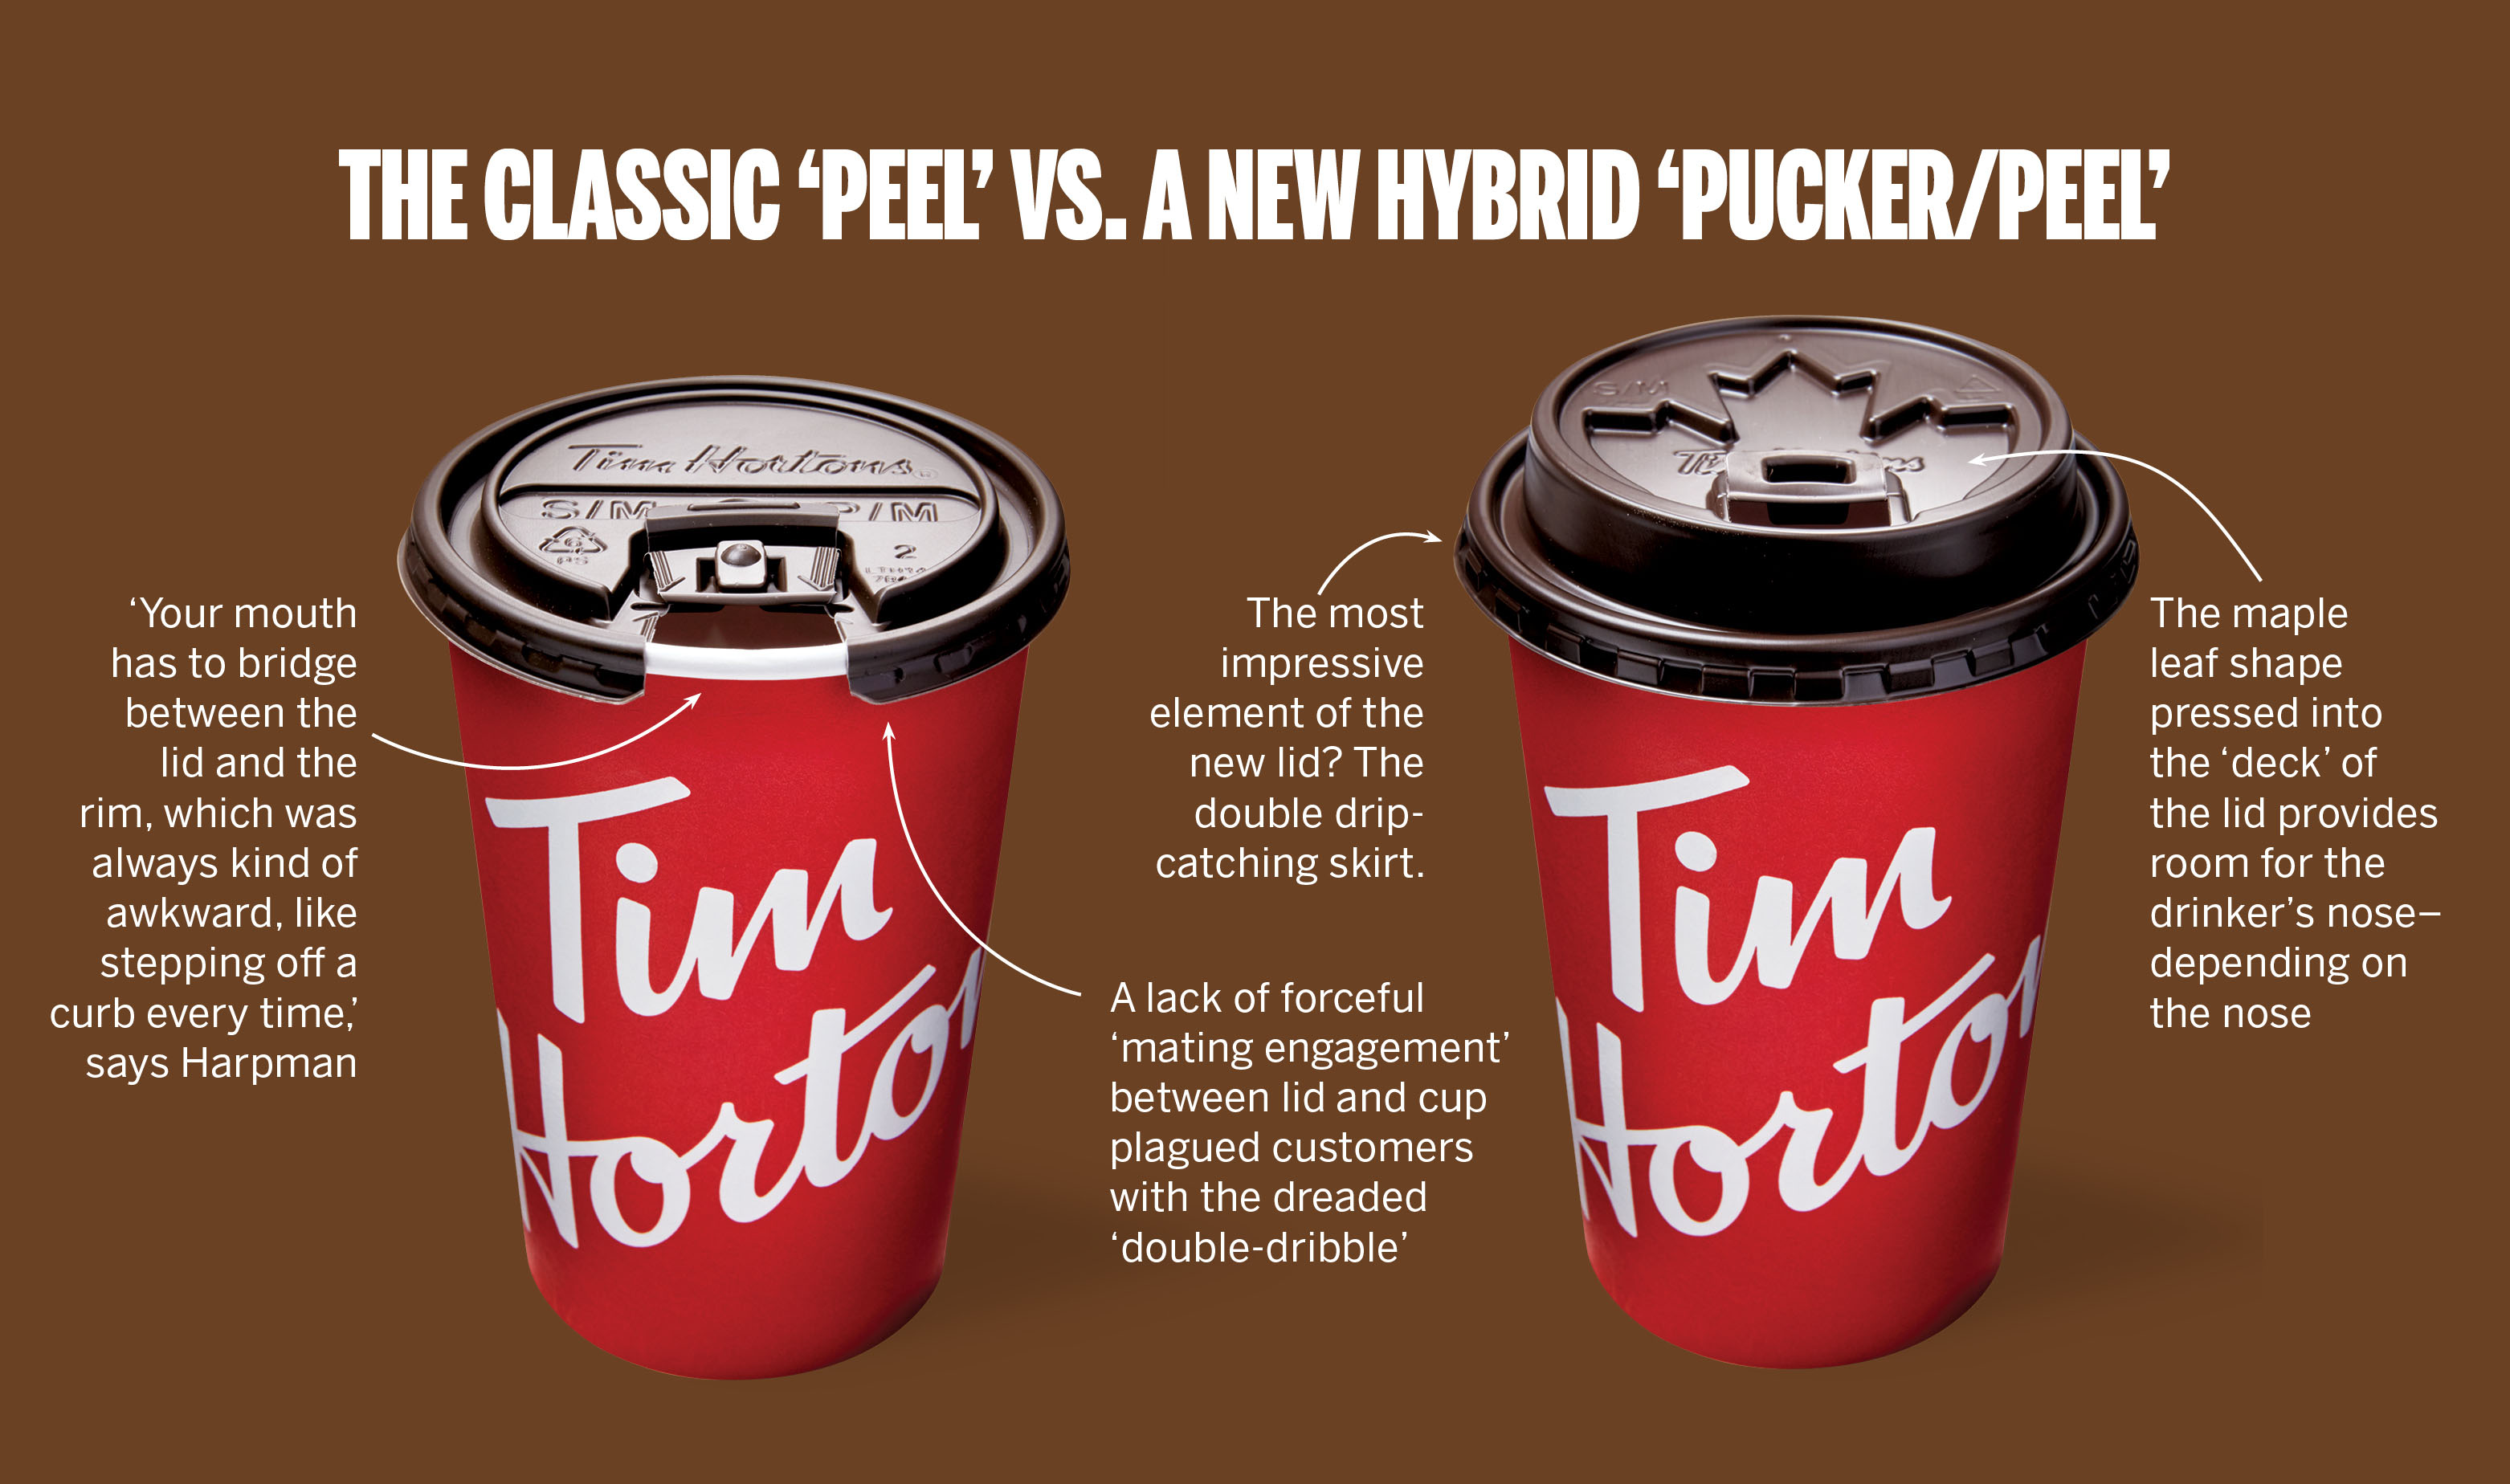 THE CLASSIC ‘PEEL’ VS. A NEW HYBRID ‘PUCKER/PEEL’
Tim Hortons
S/M P/M
6
PS
2
‘Your mouth
has to bridge
between the
lid and the
rim, which was
always kind of
awkward, like
stepping off a
curb every time,’
says Harpman
Tim
Horton
A lack of forceful
‘mating engagement’
between lid and cup
plagued customers
with the dreaded
‘double-dribble’
The most
impressive
element of the
new lid? The
double drip-
catching skirt.
S/M
Tim
Horton
The maple
leaf shape
pressed into
the ‘deck’ of
the lid provides
room for the
drinker’s nose–
depending on
the nose